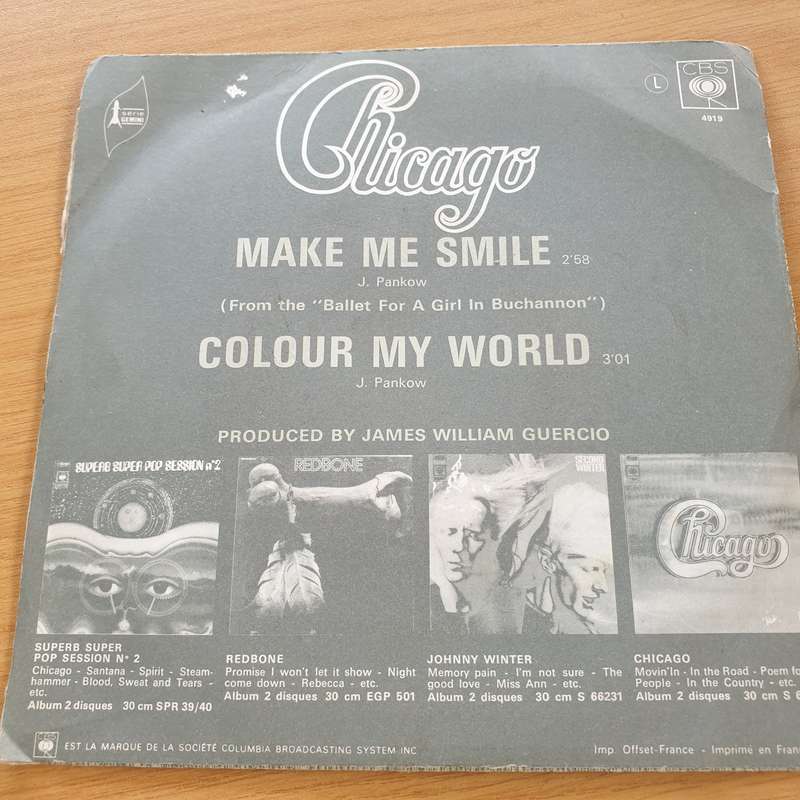 série
GEMINI
Chicago
L
CBS
4919
MAKE ME SMILE 2'58
J. Pankow
(From the "Ballet For A Girl In Buchannon")
COLOUR MY WORLD 3'01
J. Pankow
PRODUCED BY JAMES WILLIAM GUERCIO
SUPERB SUPER POP SESSION n°2
REDBONE
SECOND
WINTER
Chicago
SUPERB SUPER
POP SESSION N° 2
Chicago - Santana - Spirit - Steam-
hammer - Blood, Sweat and Tears -
etc.
Album 2 disques 30 cm SPR 39/40
REDBONE
Promise I won't let it show - Night
come down - Rebecca - etc.
Album 2 disques 30 cm EGP 501
JOHNNY WINTER
Memory pain - I'm not sure - The
good love - Miss Ann - etc.
Album 2 disques 30 cm S 66231
CHICAGO
Movin'In - In the Road - Poem fo
People - In the Country - etc.
Album 2 disques 30 cm S 6
CBS EST LA MARQUE DE LA SOCIÉTÉ COLUMBIA BROADCASTING SYSTEM INC
Imp. Offset-France - Imprimé en Franc